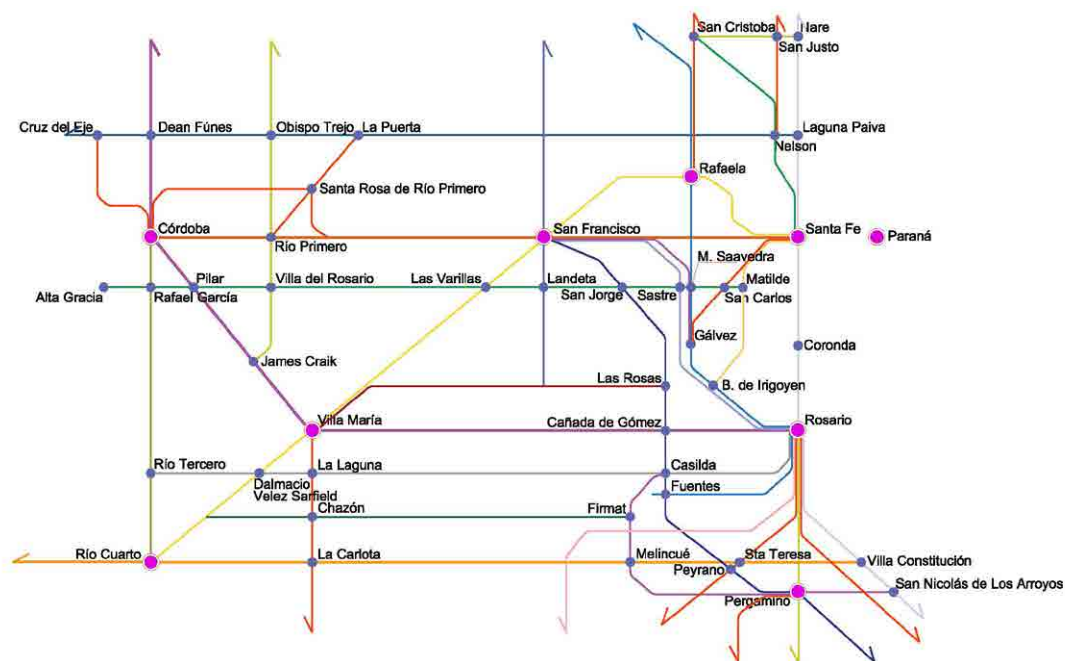 San Cristoba
Nare
San Justo
Cruz del Eje
Dean Fúnes
Obispo Trejo
La Puerta
Laguna Paiva
Nelson
Rafaela
Santa Rosa de Río Primero
Córdoba
Río Primero
San Francisco
Santa Fe
Paraná
M. Saavedra
Alta Gracia
Rafael García
Pilar
Villa del Rosario
Las Varillas
Landeta
San Jorge
Sastre
San Carlos
Matilde
Gálvez
Coronda
James Craik
Las Rosas
B. de Irigoyen
Villa María
Cañada de Gómez
Rosario
Río Tercero
Dalmacio
Velez Sarfield
La Laguna
Casilda
Fuentes
Chazón
Firmat
Río Cuarto
La Carlota
Melincué
Sta Teresa
Peyrano
Villa Constitución
Pergamino
San Nicolás de Los Arroyos